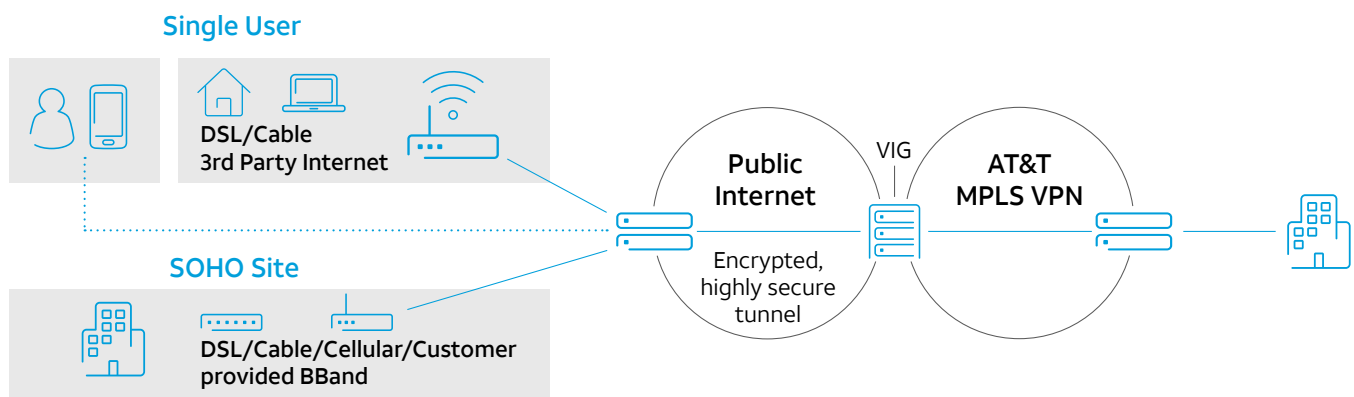 Single User
DSL/Cable
3rd Party Internet
SOHO Site
DSL/Cable/Cellular/Customer
provided BBand
Public
Internet
Encrypted,
highly secure
tunnel
VIG
AT&T
MPLS VPN